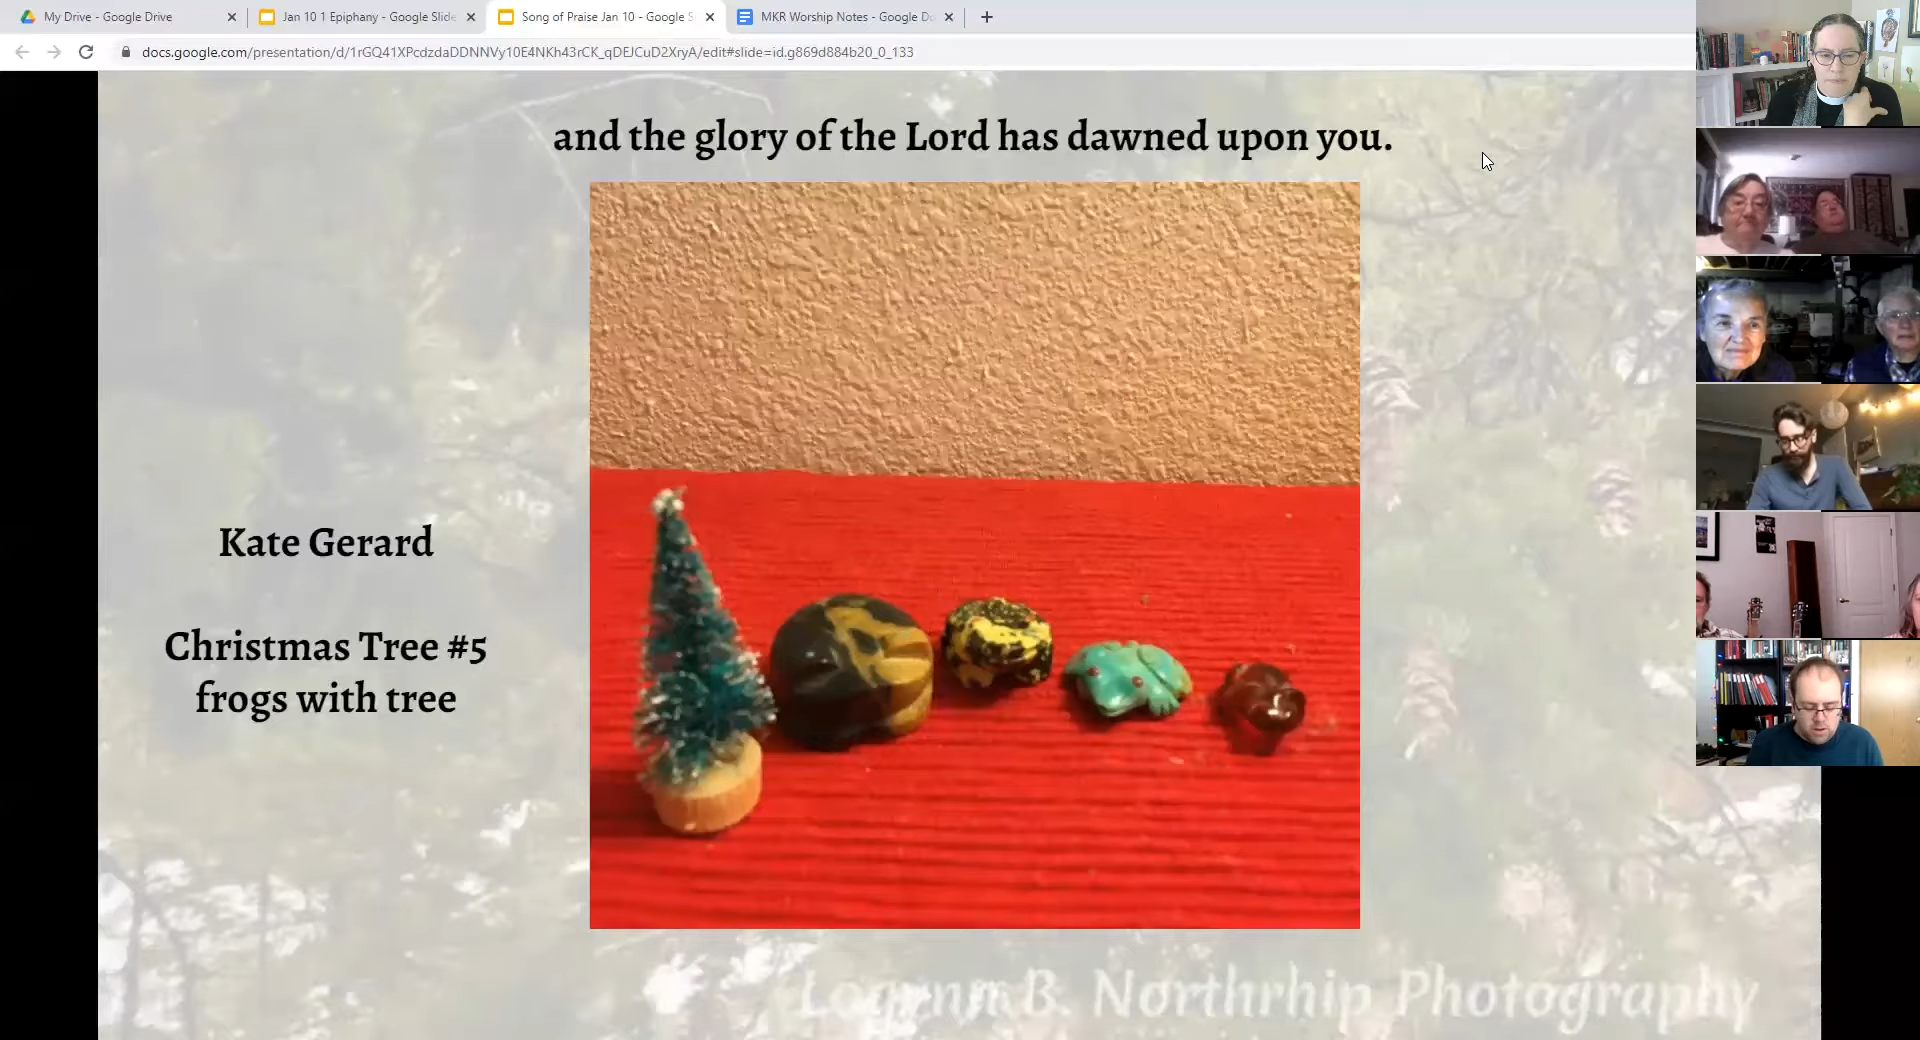 My Drive - Google Drive
Jan 10 1 Epiphany - Google Slide
Song of Praise Jan 10 - Google S
MKR Worship Notes - Google Do
docs.google.com/presentation/d/1rGQ41XPcdzdaDDNNVy10E4NKh43rCK_qDEJCuD2XryA/edit#slide=id.g869d884b20_0_133
and the glory of the Lord has dawned upon you.
Kate Gerard
Christmas Tree #5
frogs with tree
B. Northrhip Photography